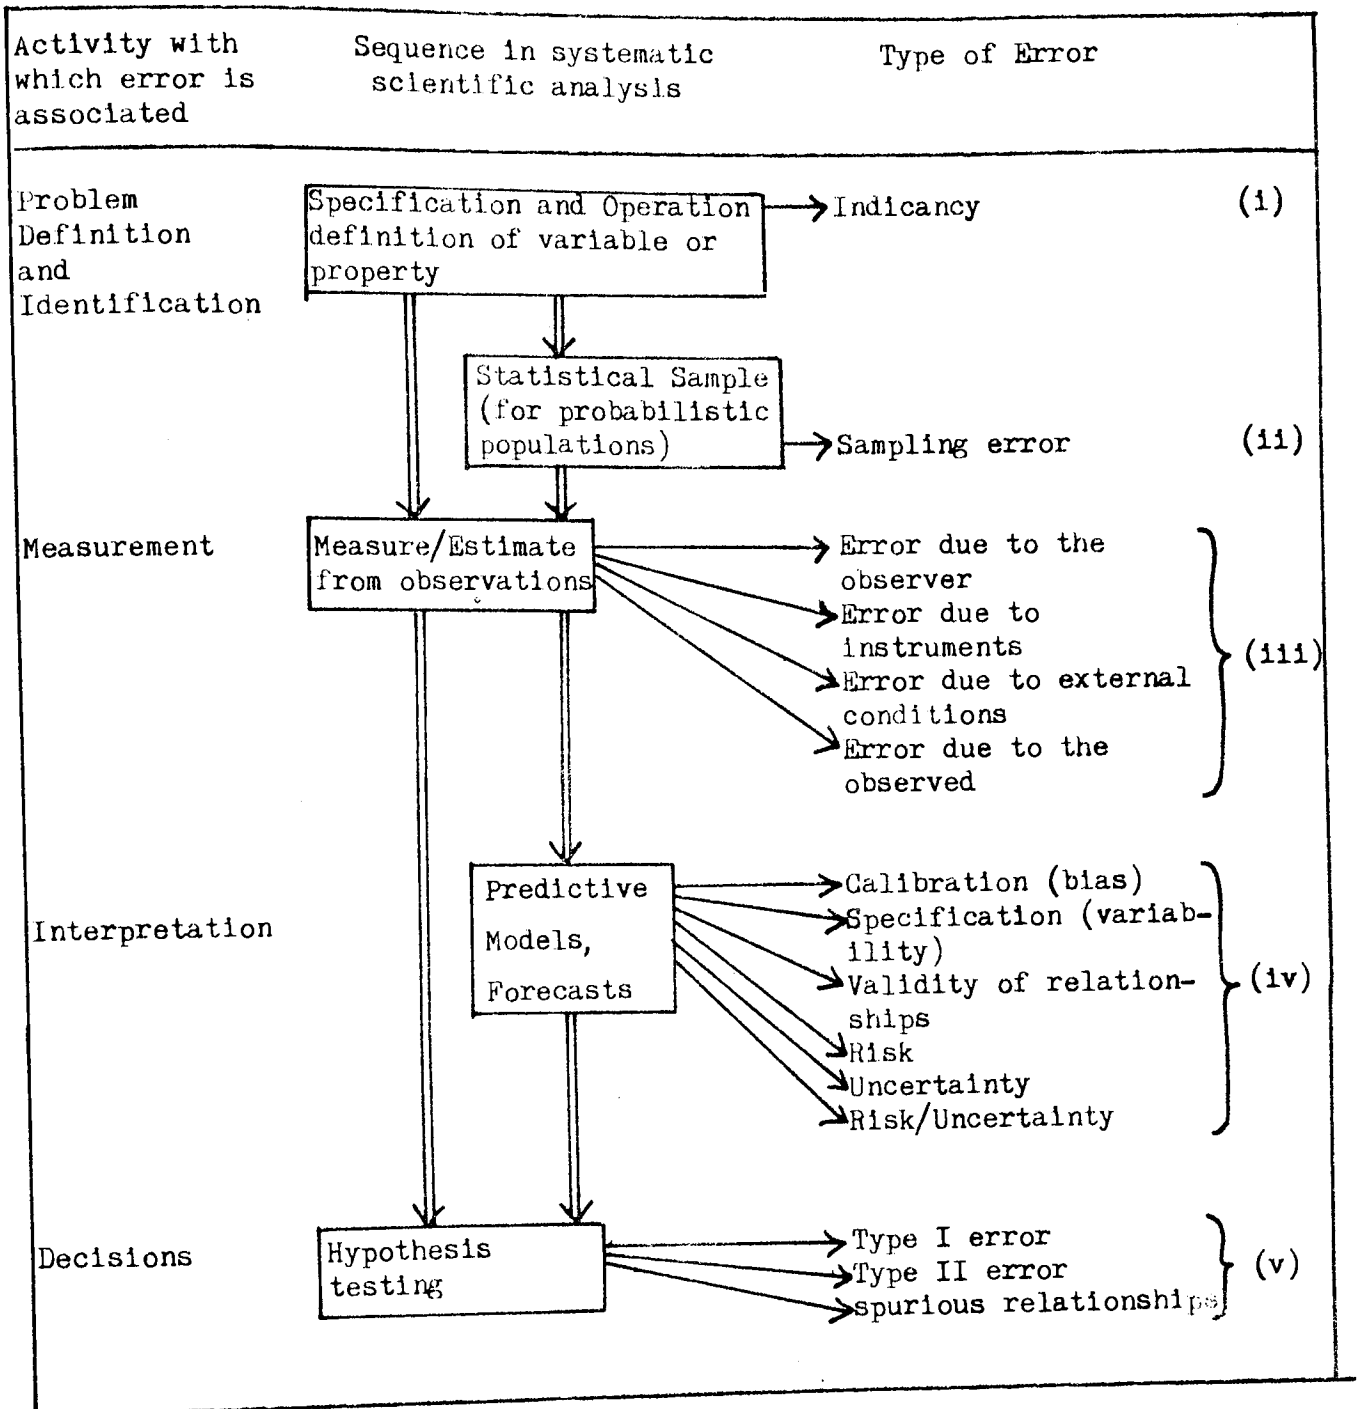 Activity with
which error is
associated
Sequence in systematic
scientific analysis
Type of Error
Problem
Definition
and
Identification
Specification and Operation
definition of variable or
property
Indicancy
(i)
Statistical Sample
(for probabilistic
populations)
Sampling error
(ii)
Measurement
Measure/Estimate
from observations
Error due to the
observer
Error due to
instruments
Error due to external
conditions
Error due to the
observed
(iii)
Interpretation
Predictive
Models,
Forecasts
Calibration (bias)
Specification (variab-
ility)
Validity of relation-
ships
Risk
Uncertainty
Risk/Uncertainty
(iv)
Decisions
Hypothesis
testing
Type I error
Type II error
spurious relationships
(v)